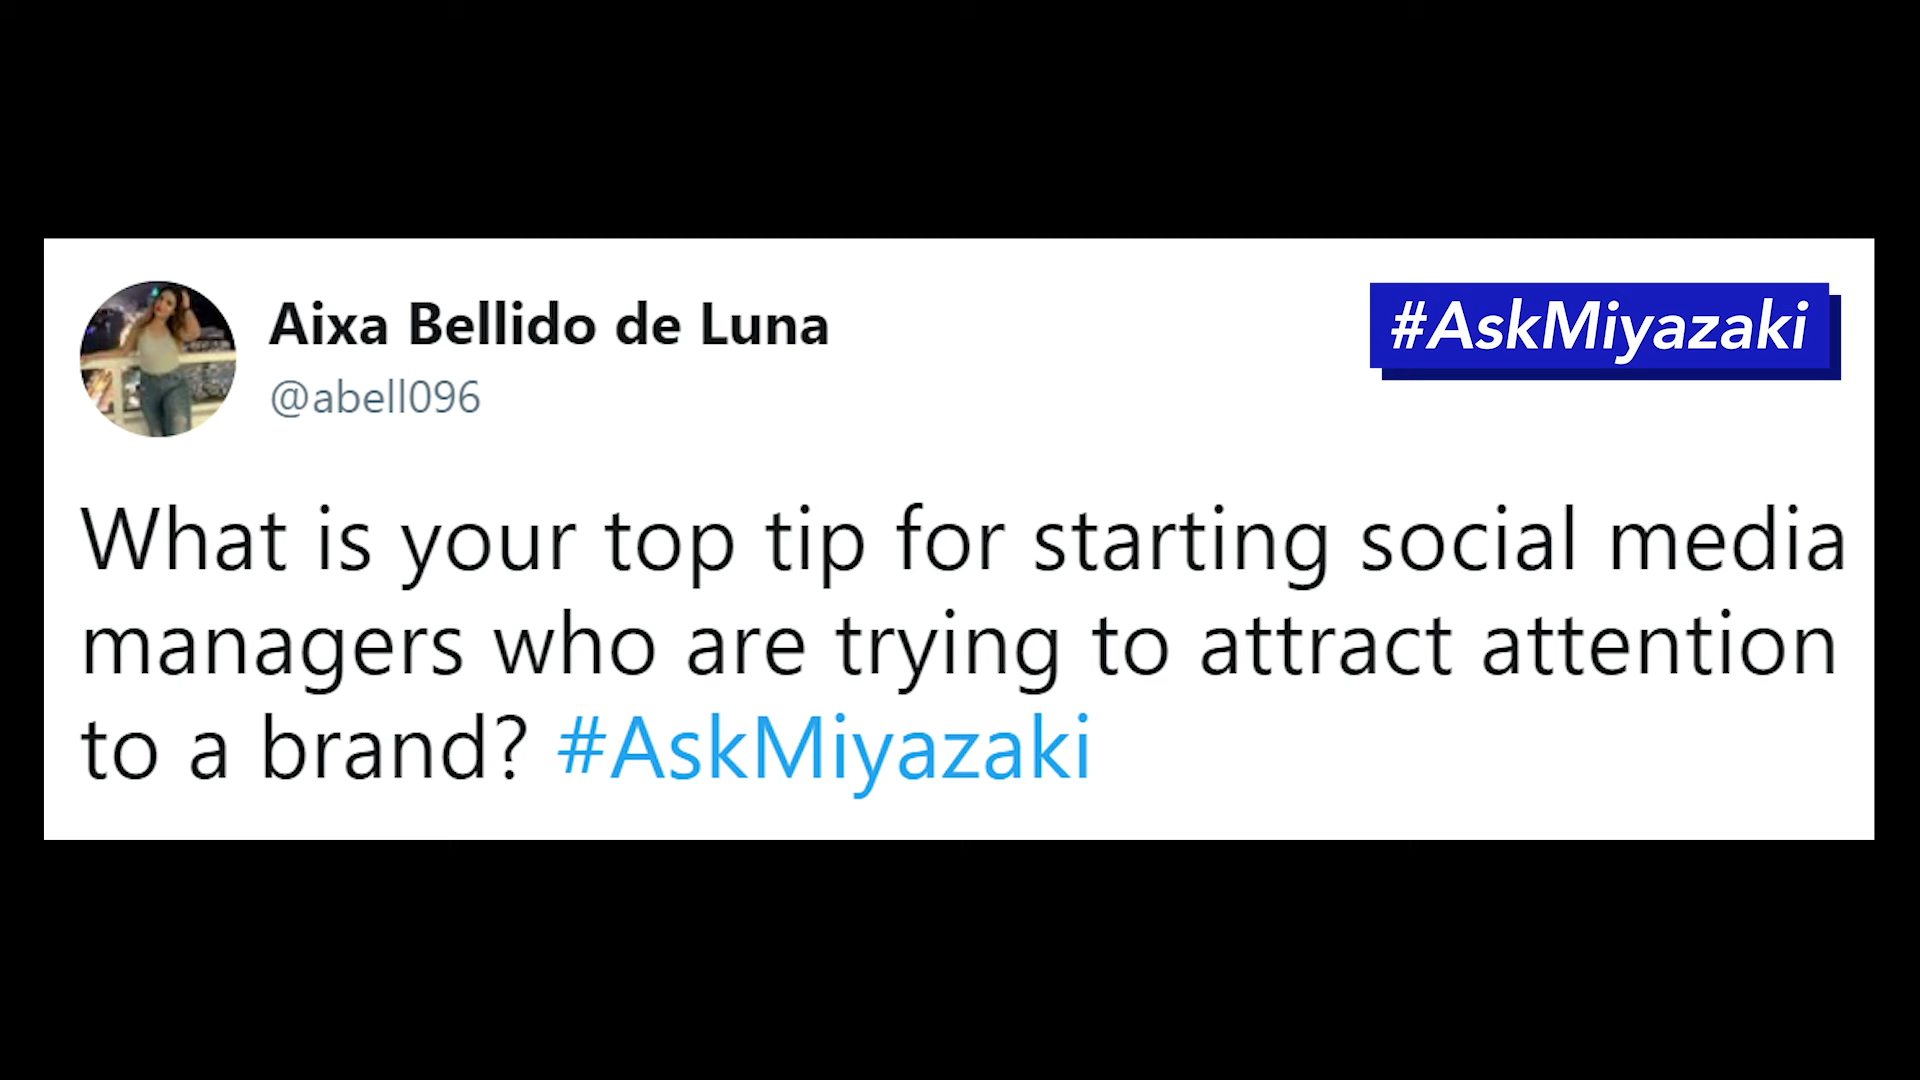 Aixa Bellido de Luna
#AskMiyazaki
@abell096
What is your top tip for starting social media
managers who are trying to attract attention
to a brand? #AskMiyazaki